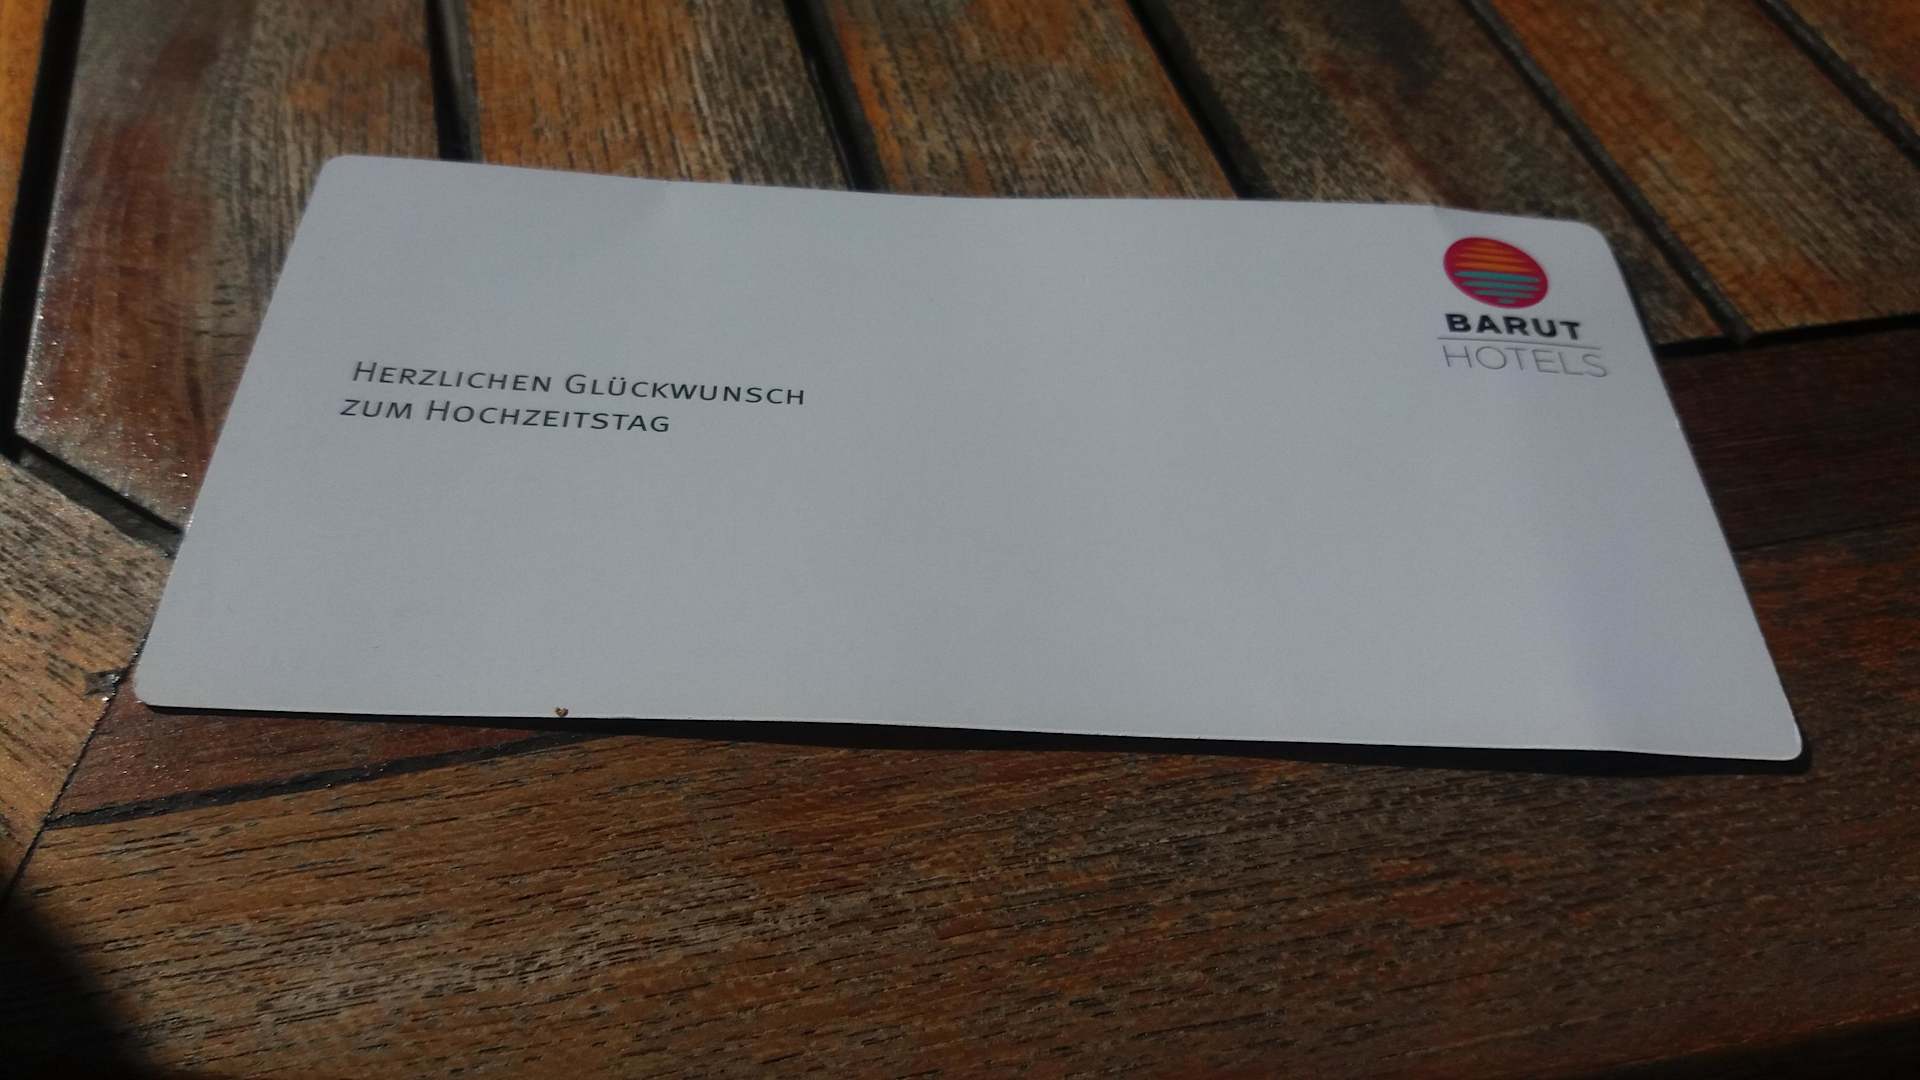 BARUT
HOTELS
HERZLICHEN GLÜCKWUNSCH
ZUM HOCHZEITSTAG